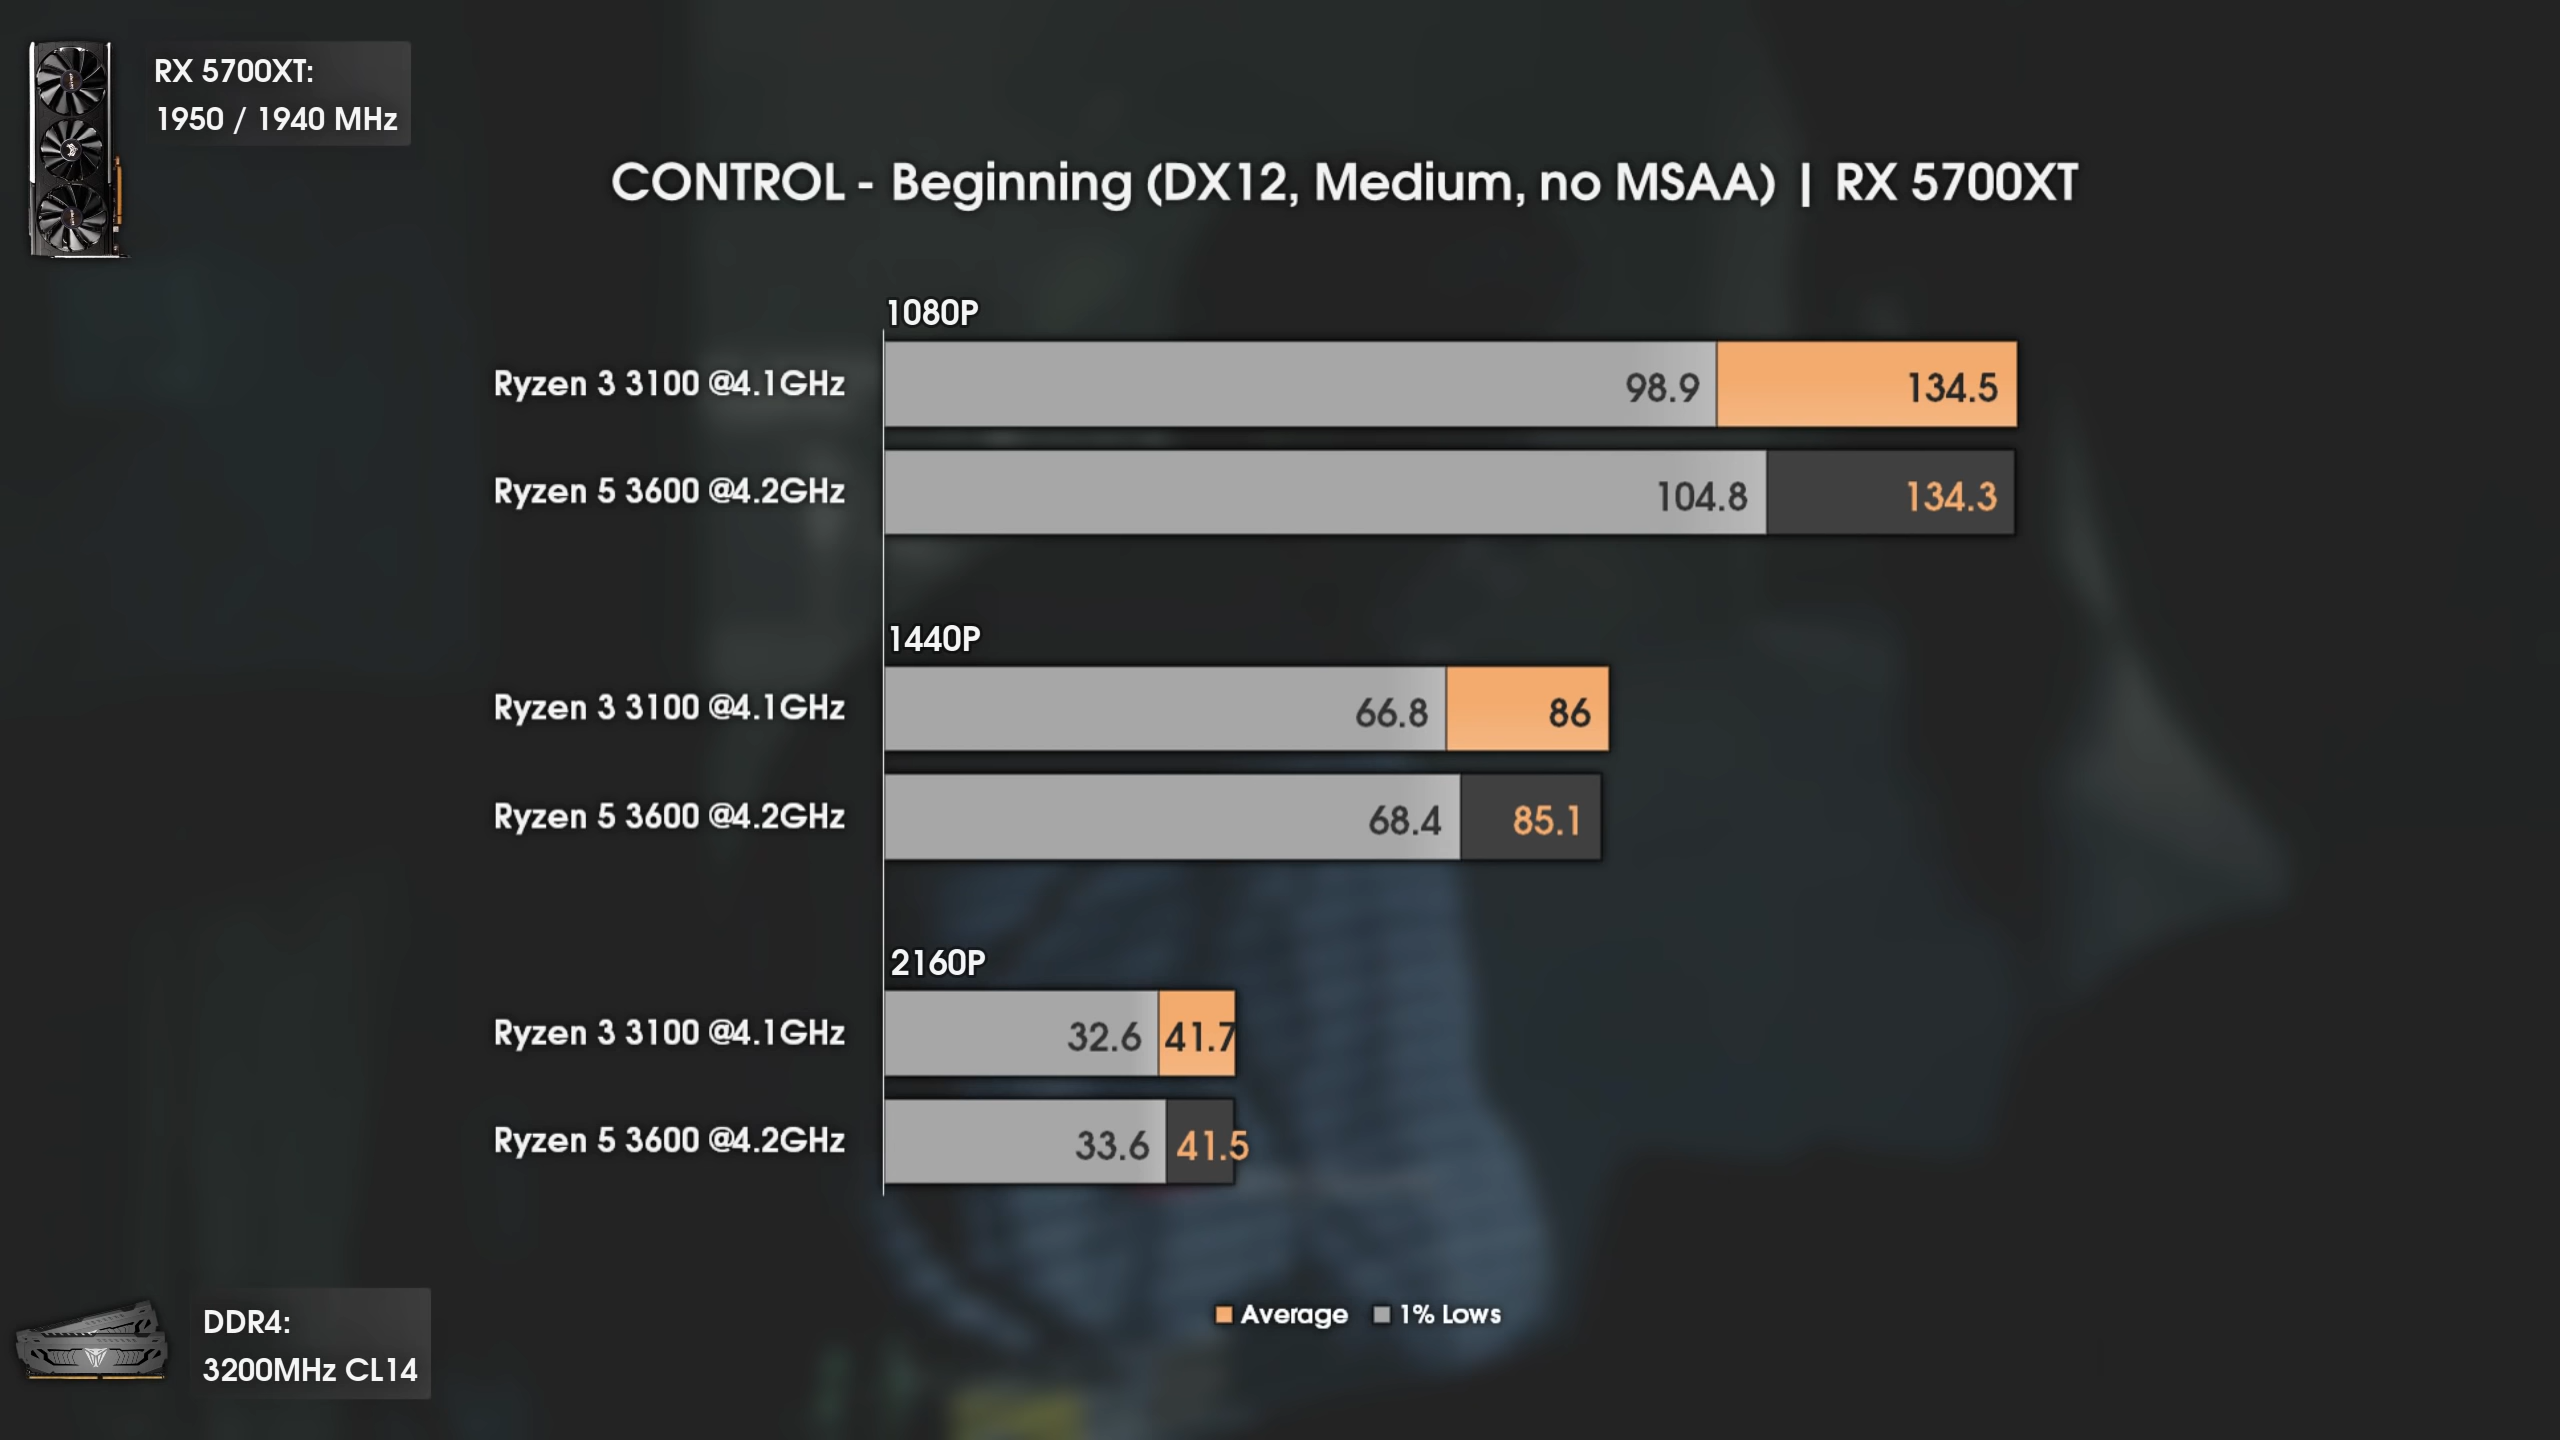 RX 5700XT:
1950 / 1940 MHz
CONTROL - Beginning (DX12, Medium, no MSAA) | RX 5700XT
1080P
Ryzen 3 3100 @4.1GHz
98.9
134.5
Ryzen 5 3600 @4.2GHz
104.8
134.3
1440P
Ryzen 3 3100 @4.1GHz
66.8
86
Ryzen 5 3600 @4.2GHz
68.4
85.1
2160P
Ryzen 3 3100 @4.1GHz
32.6
41.7
Ryzen 5 3600 @4.2GHz
33.6
41.5
Average
1% Lows
DDR4:
3200MHz CL14